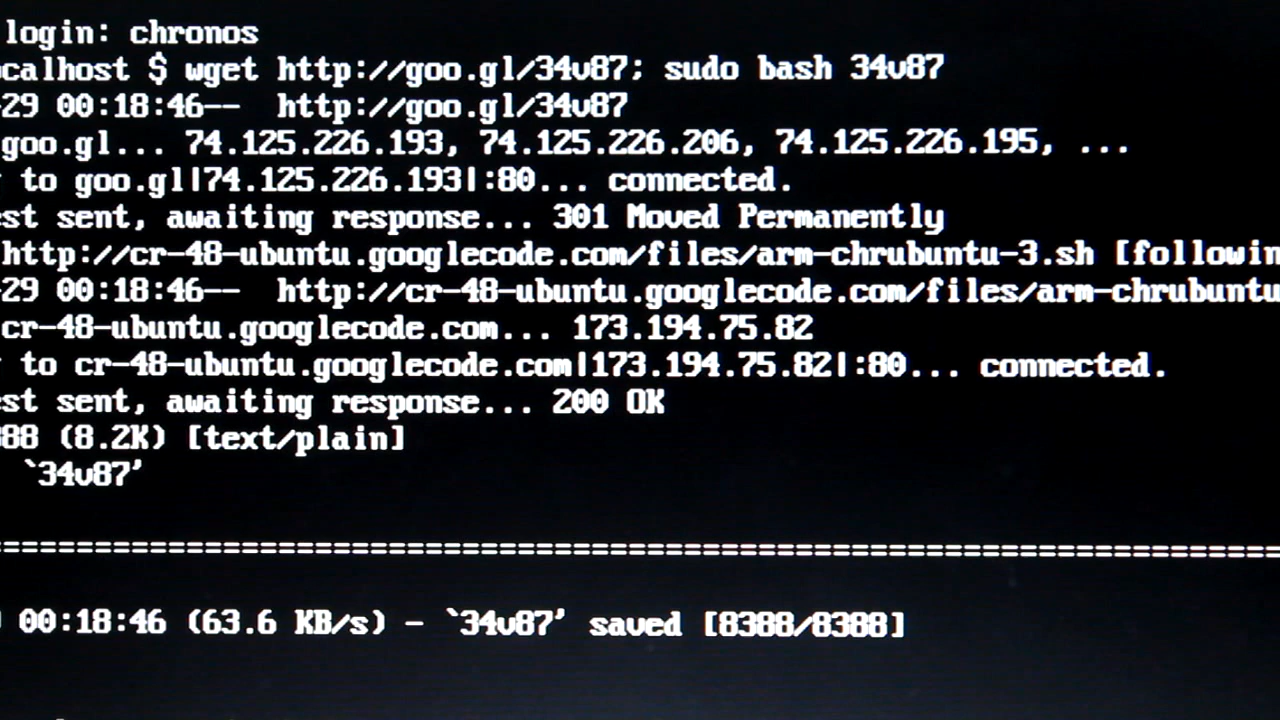 login: chronos
ocalhost $ wget http://goo.gl/34v87; sudo bash 34v87
-29 00:18:46-- http://goo.gl/34v87
goo.gl... 74.125.226.193, 74.125.226.206, 74.125.226.195, ...
to goo.gl|74.125.226.193|:80... connected.
est sent, awaiting response... 301 Moved Permanently
http://cr-48-ubuntu.googlecode.com/files/arm-chrubuntu-3.sh [followin
-29 00:18:46-- http://cr-48-ubuntu.googlecode.com/files/arm-chrubuntu
cr-48-ubuntu.googlecode.com... 173.194.75.82
to cr-48-ubuntu.googlecode.com|173.194.75.82|:80... connected.
est sent, awaiting response... 200 OK
388 (8.2K) [text/plain]
`34v87'
======================================================================
00:18:46 (63.6 KB/s) - `34v87' saved [8388/8388]